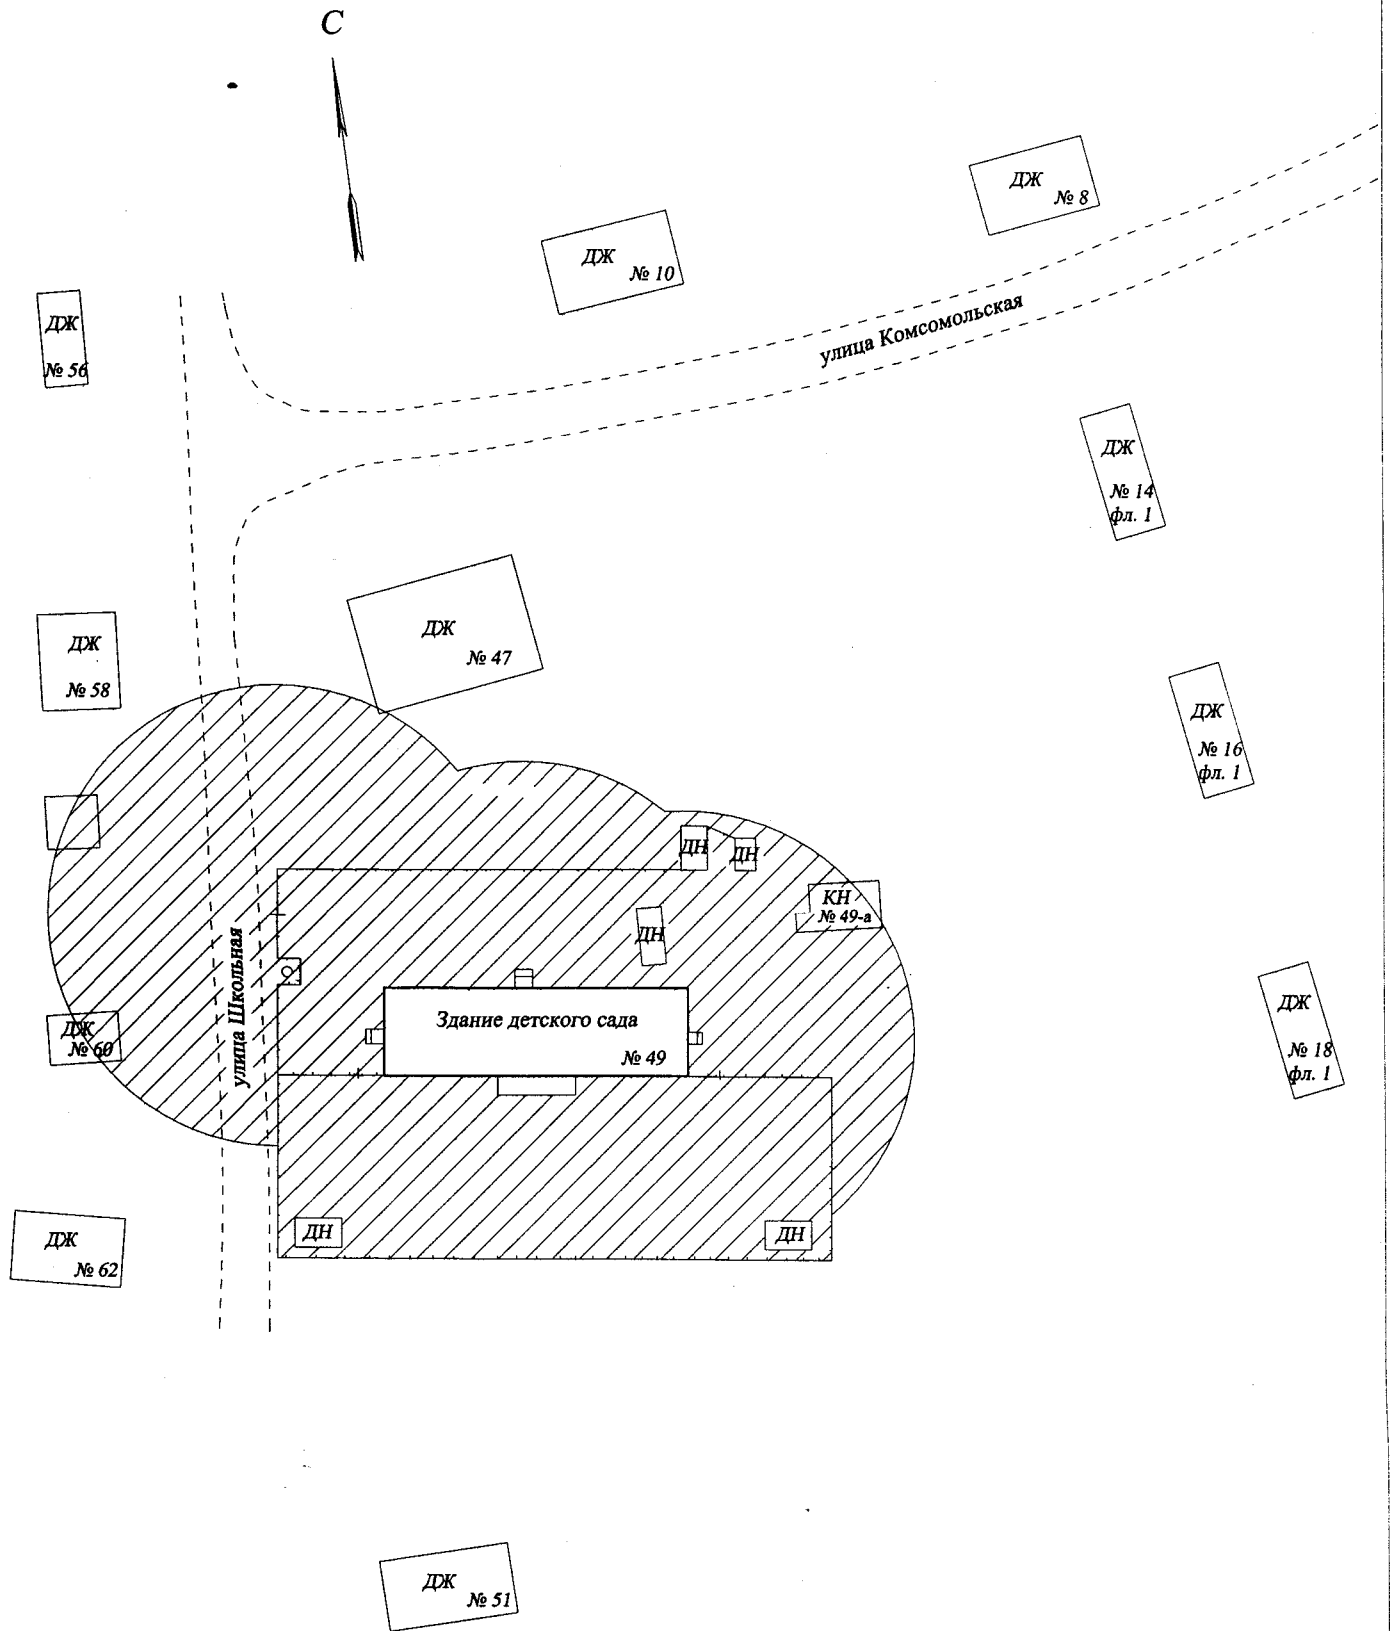 С
ДЖ
№ 8
ДЖ
№ 10
улица Комсомольская
ДЖ
№ 56
ДЖ
№ 14
фл. 1
ДЖ
№ 47
ДЖ
№ 58
ДЖ
№ 16
фл. 1
ДН
ДН
КН
№ 49-а
ДН
улица Школьная
Здание детского сада
№ 49
ДЖ
№ 60
ДЖ
№ 18
фл. 1
ДН
ДН
ДЖ
№ 62
ДЖ
№ 51